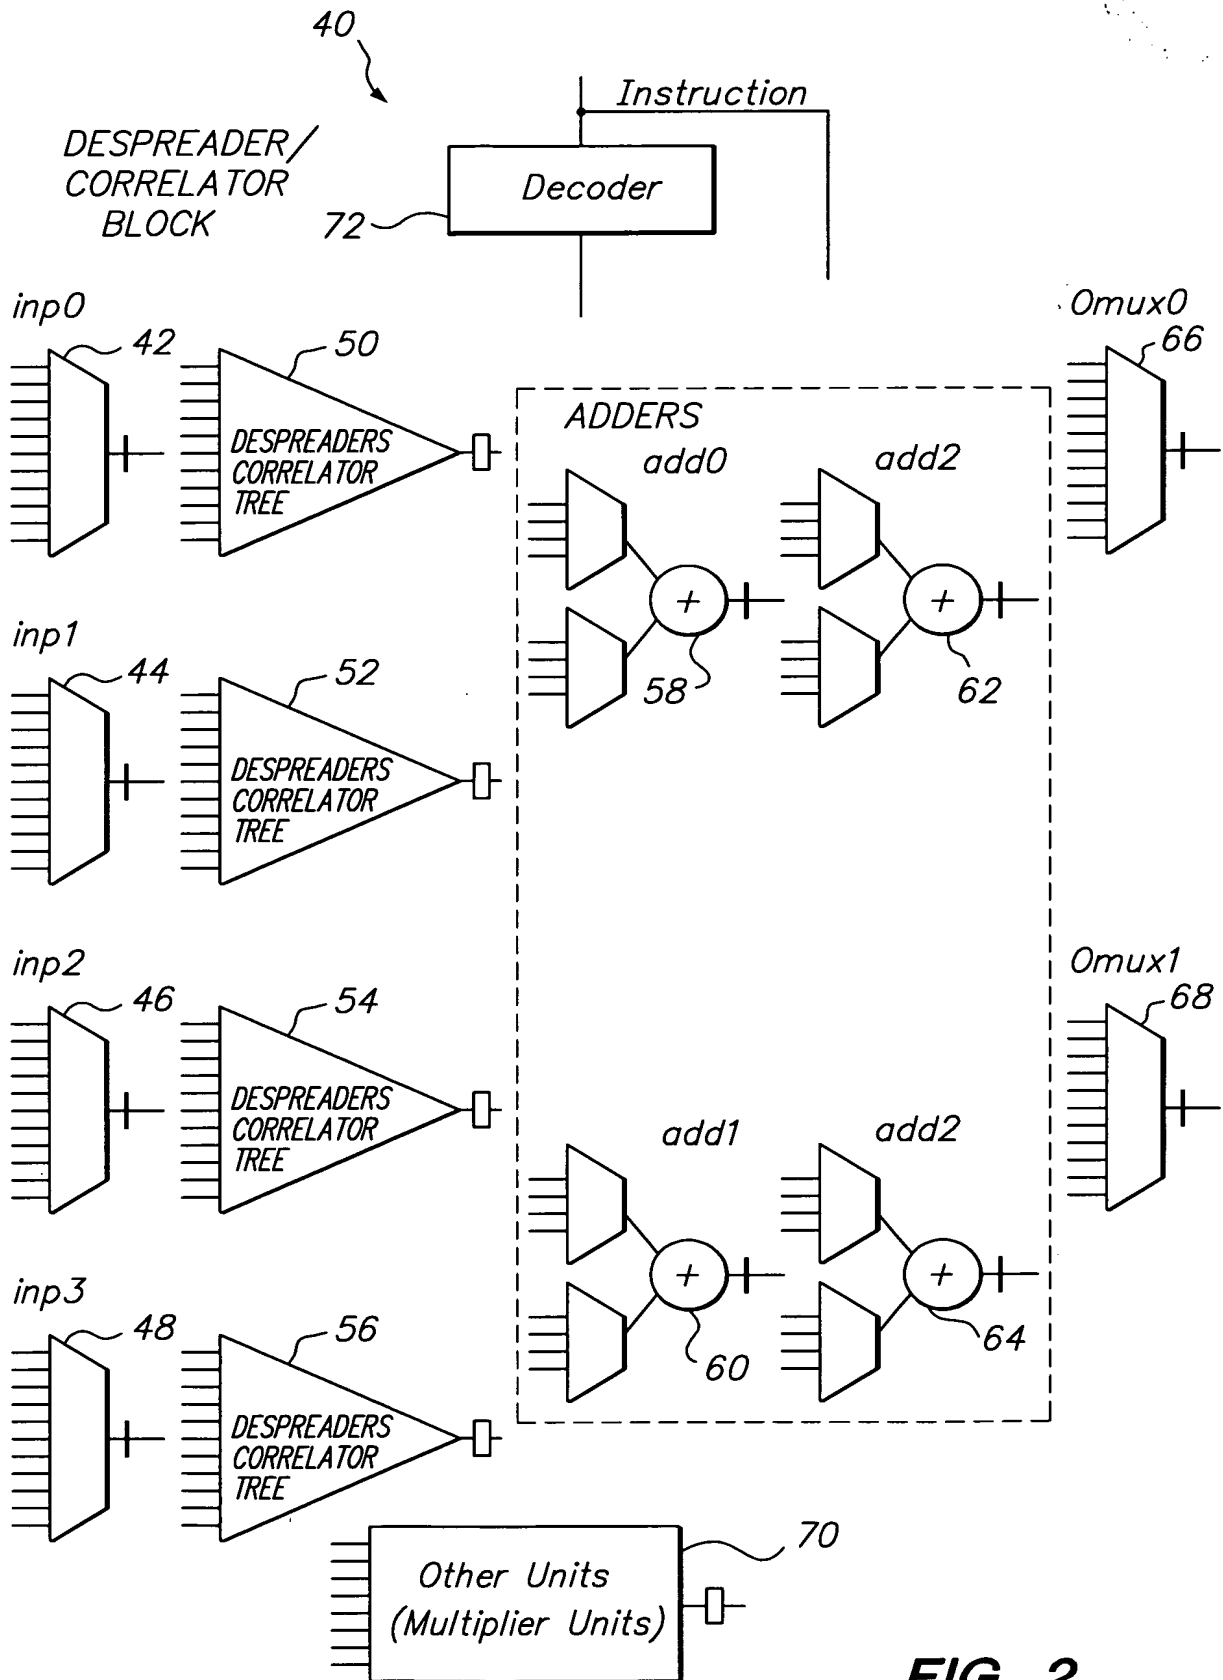 40
Instruction
DESPREADER/
CORRELATOR
BLOCK
Decoder
72
inp0
42
50
DESPREADERS
CORRELATOR
TREE
ADDERS
add0
add2
58
62
Omux0
66
inp1
44
52
DESPREADERS
CORRELATOR
TREE
inp2
46
54
DESPREADERS
CORRELATOR
TREE
add1
add2
60
64
Omux1
68
inp3
48
56
DESPREADERS
CORRELATOR
TREE
70
Other Units
(Multiplier Units)
FIG. 2